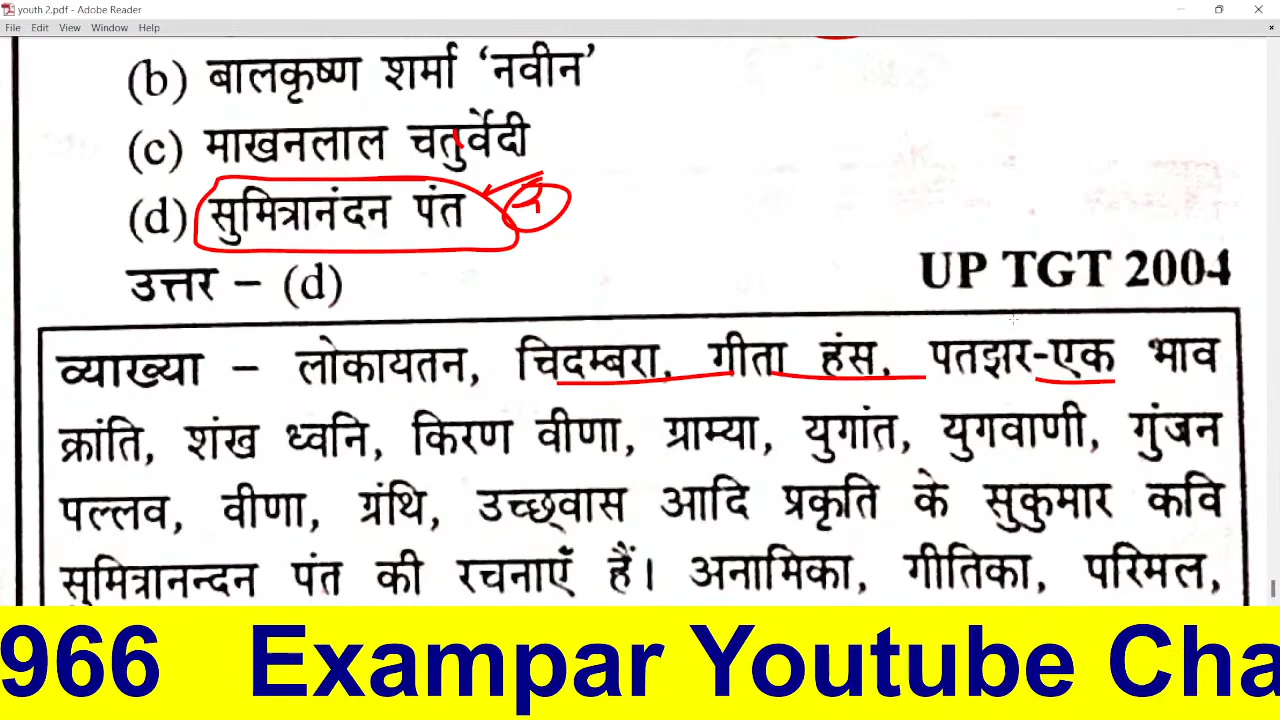 youth 2.pdf - Adobe Reader
File Edit View Window Help
(b) बालकृष्ण शर्मा ‘नवीन’
(c) माखनलाल चतुर्वेदी
(d) सुमित्रानंदन पंत
उत्तर – (d)
UP TGT 2004
व्याख्या – लोकायतन, चिदम्बरा, गीता हंस, पतझर-एक भाव
क्रांति, शंख ध्वनि, किरण वीणा, ग्राम्या, युगांत, युगवाणी, गुंजन
पल्लव, वीणा, ग्रंथि, उच्छ्वास आदि प्रकृति के सुकुमार कवि
सुमित्रानन्दन पंत की रचनाएँ हैं। अनामिका, गीतिका, परिमल,
966 Exampar Youtube Cha